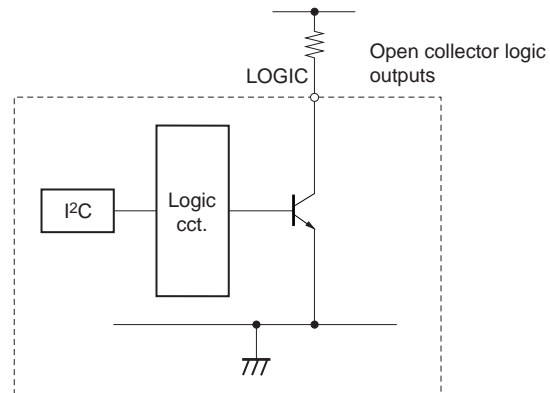 Open collector logic
outputs
LOGIC
I²C
Logic
cct.